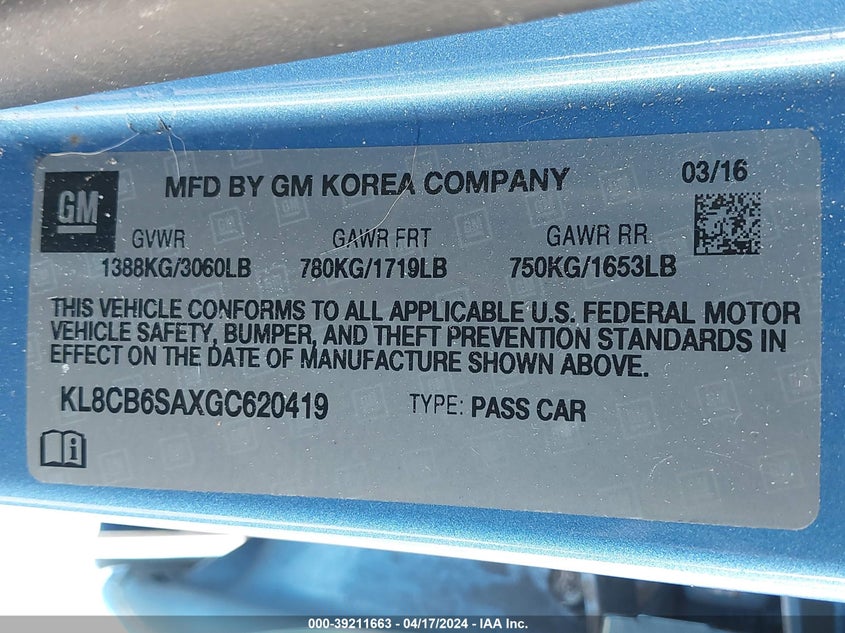 GM
MFD BY GM KOREA COMPANY 03/16
GVWR GAWR FRT GAWR RR
1388KG/3060LB 780KG/1719LB 750KG/1653LB
THIS VEHICLE CONFORMS TO ALL APPLICABLE U.S. FEDERAL MOTOR
VEHICLE SAFETY, BUMPER, AND THEFT PREVENTION STANDARDS IN
EFFECT ON THE DATE OF MANUFACTURE SHOWN ABOVE.
KL8CB6SAXGC620419 TYPE: PASS CAR
i
000-39211663 - 04/17/2024 - IAA Inc.